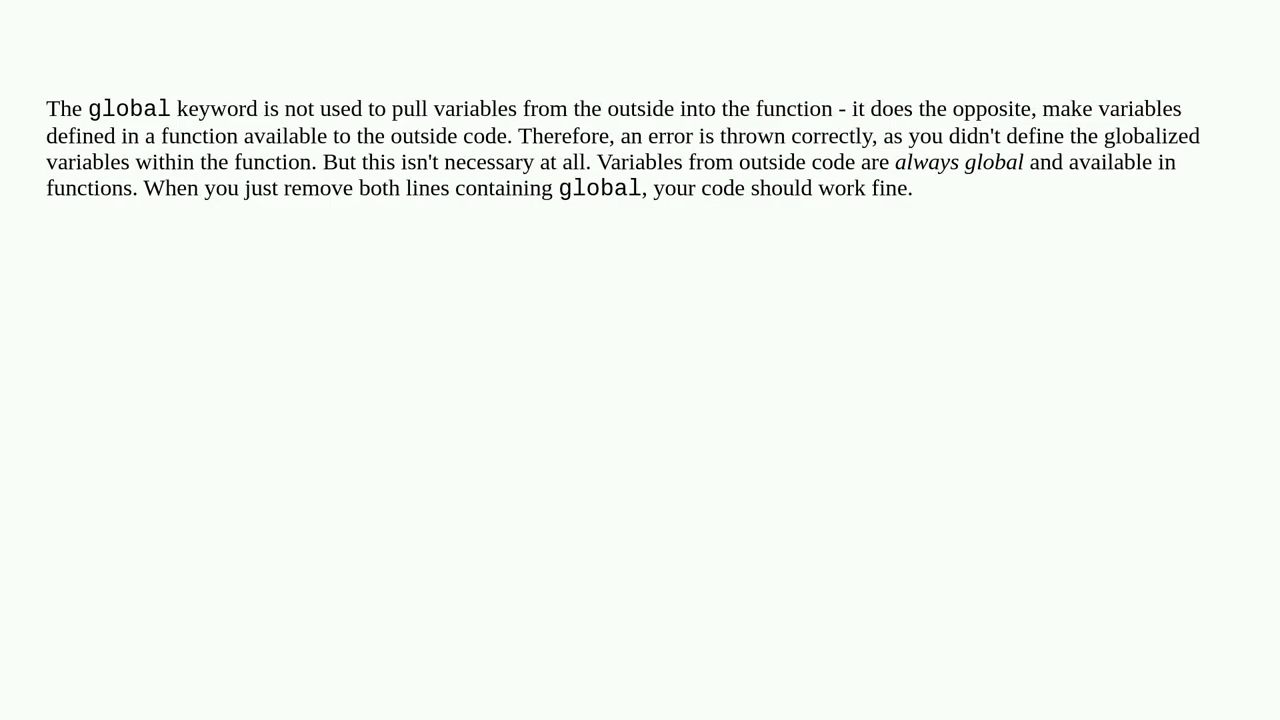 The global keyword is not used to pull variables from the outside into the function - it does the opposite, make variables
defined in a function available to the outside code. Therefore, an error is thrown correctly, as you didn't define the globalized
variables within the function. But this isn't necessary at all. Variables from outside code are always global and available in
functions. When you just remove both lines containing global, your code should work fine.